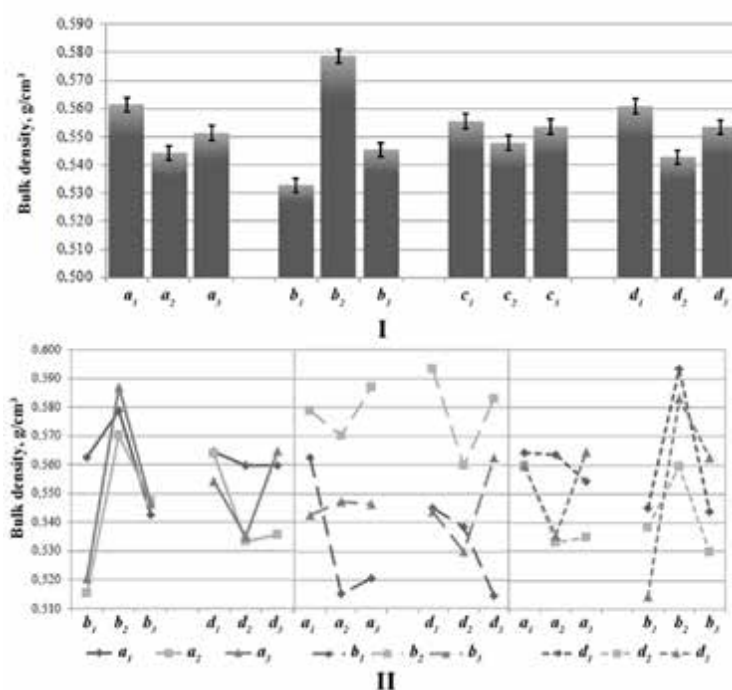 Bulk density, g/cm³
0.590
0.580
0.570
0.560
0.550
0.540
0.530
0.520
0.510
0.500
a₁ a₂ a₃ b₁ b₂ b₃ c₁ c₂ c₃ d₁ d₂ d₃
I
Bulk density, g/cm³
0.600
0.590
0.580
0.570
0.560
0.550
0.540
0.530
0.520
0.510
b₁ b₂ b₃ d₁ d₂ d₃ a₁ a₂ a₃ d₁ d₂ d₃ a₁ a₂ a₃ b₁ b₂ b₃
a₁ a₂ a₃ b₁ b₂ b₃ d₁ d₂ d₃
II